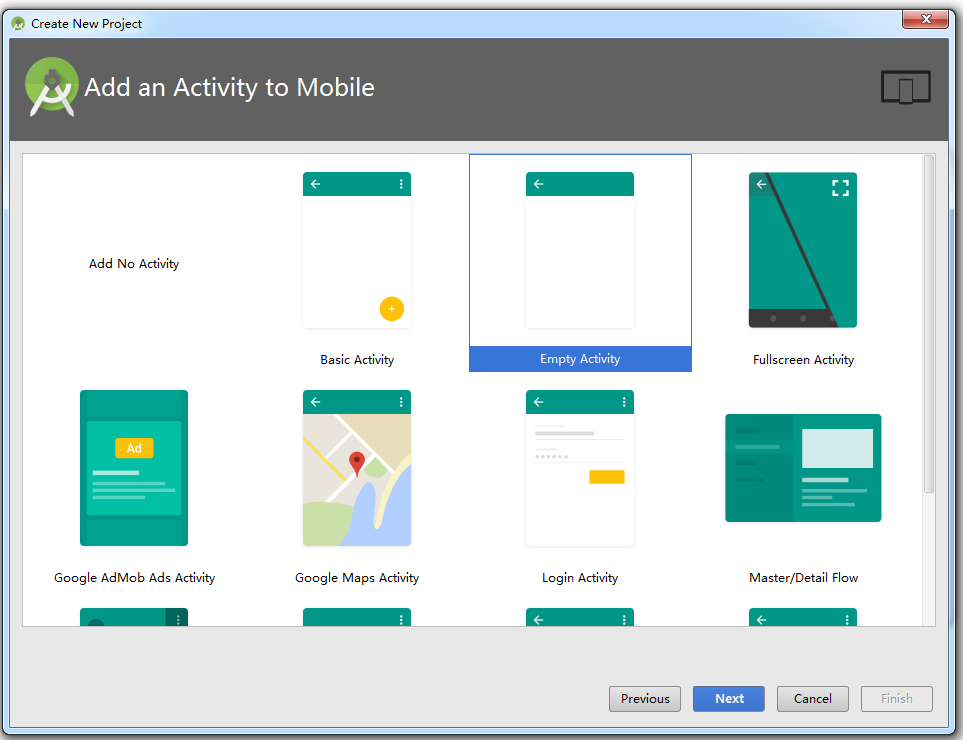 Create New Project
Add an Activity to Mobile
Add No Activity
Basic Activity
Empty Activity
Fullscreen Activity
Ad
Google AdMob Ads Activity
Google Maps Activity
Login Activity
Master/Detail Flow
Previous
Next
Cancel
Finish